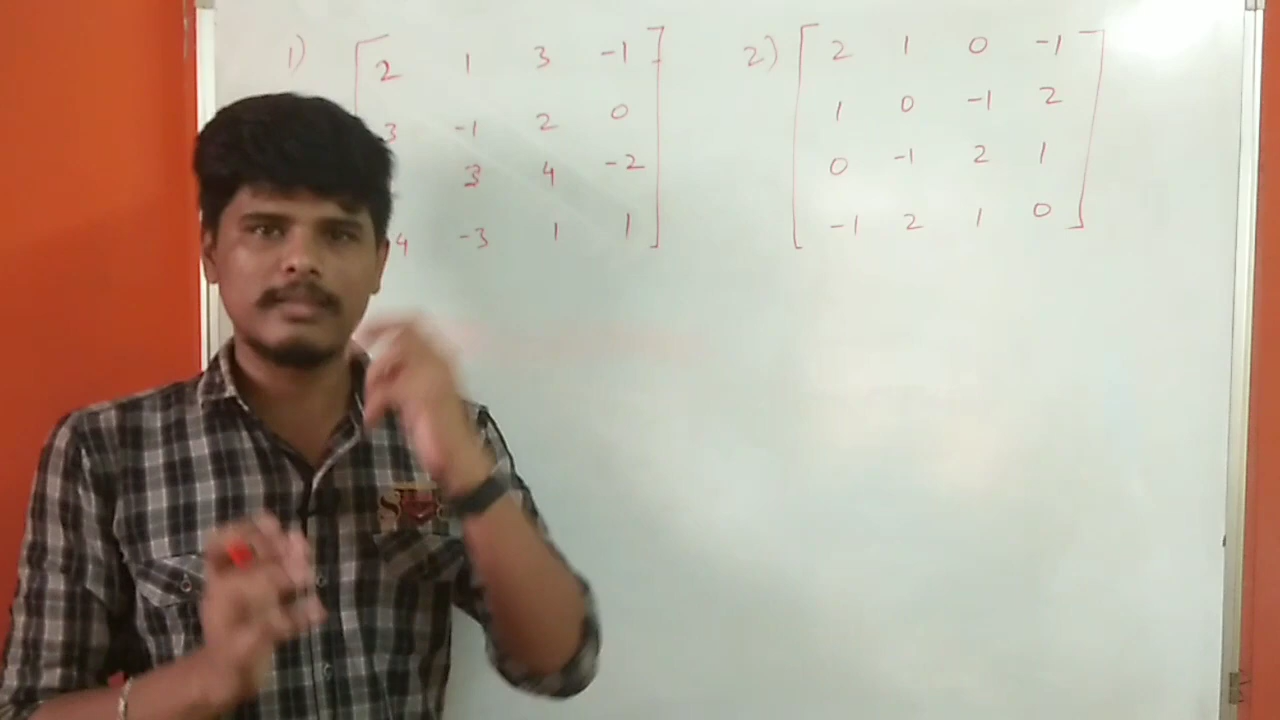 1) 2 1 3 -1
3 -1 2 0
3 4 -2
4 -3 1 1
2) 2 1 0 -1
1 0 -1 2
0 -1 2 1
-1 2 1 0